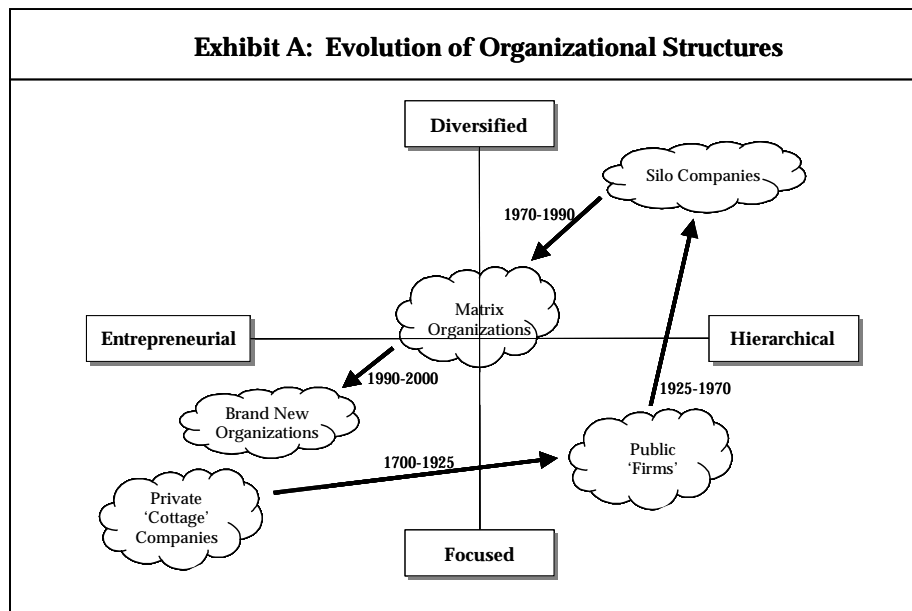 Exhibit A: Evolution of Organizational Structures
Diversified
Silo Companies
1970-1990
Matrix
Organizations
Entrepreneurial
Hierarchical
1990-2000
1925-1970
Brand New
Organizations
Public
'Firms'
1700-1925
Private
'Cottage'
Companies
Focused